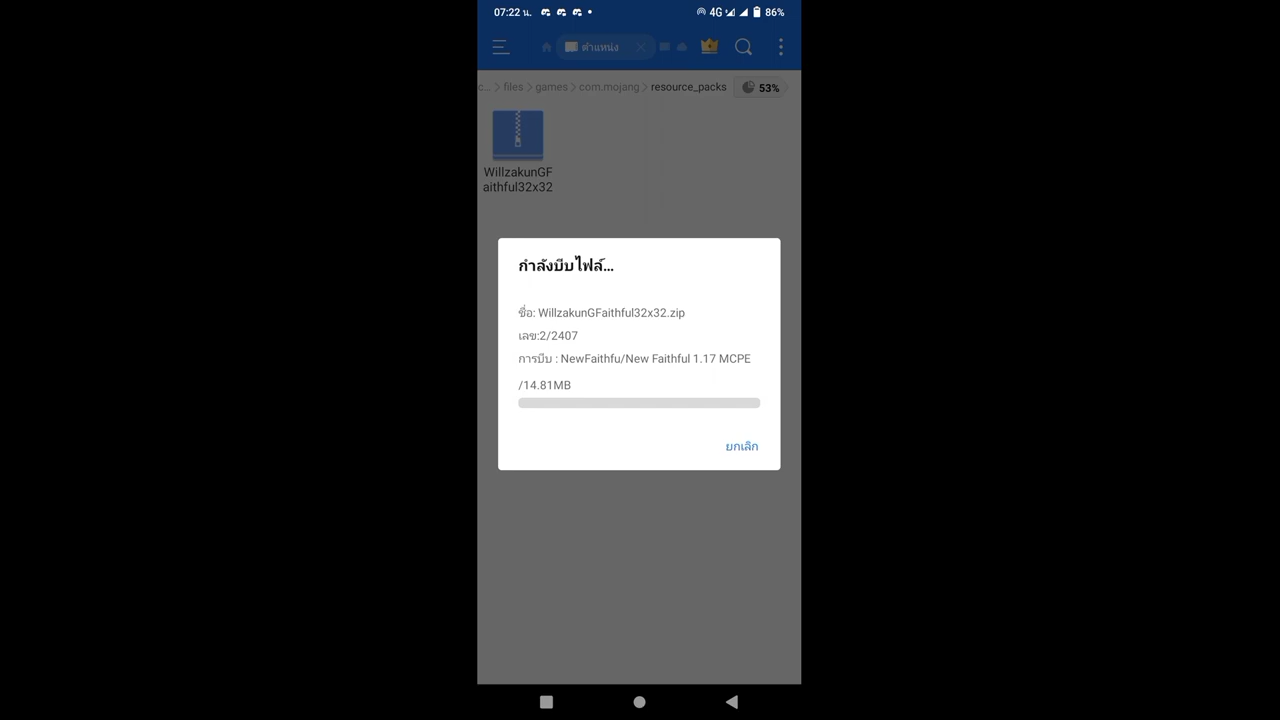 07:22 น.
4G
86%
ตำแหน่ง
c... files games com.mojang resource_packs 53%
WillzakunGF
aithful32x32
กำลังบีบไฟล์...
ชื่อ: WillzakunGFaithful32x32.zip
เลข:2/2407
การบีบ : NewFaithfu/New Faithful 1.17 MCPE
/14.81MB
ยกเลิก